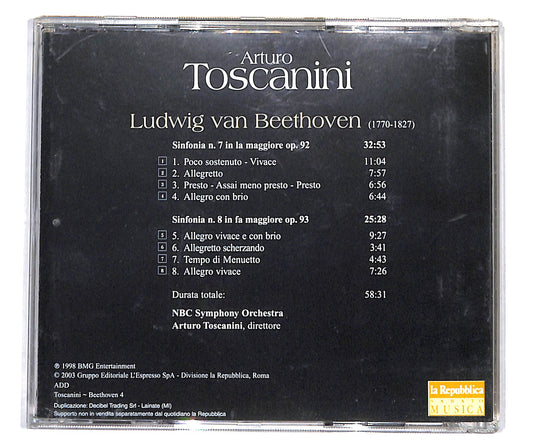 Arturo
Toscanini
Ludwig van Beethoven (1770-1827)
Sinfonia n. 7 in la maggiore op. 92 32:53
1 1. Poco sostenuto - Vivace 11:04
2 2. Allegretto 7:57
3 3. Presto - Assai meno presto - Presto 6:56
4 4. Allegro con brio 6:44
Sinfonia n. 8 in fa maggiore op. 93 25:28
5 5. Allegro vivace e con brio 9:27
6 6. Allegretto scherzando 3:41
7 7. Tempo di Menuetto 4:43
8 8. Allegro vivace 7:26
Durata totale: 58:31
NBC Symphony Orchestra
Arturo Toscanini, direttore
℗ 1998 BMG Entertainment
© 2003 Gruppo Editoriale L'Espresso SpA - Divisione la Repubblica, Roma
ADD
Toscanini ~ Beethoven 4
Duplicazione: Decibel Trading Srl - Lainate (MI)
Supporto non in vendita separatamente dal quotidiano la Repubblica
la Repubblica
SABATO
MUSICA